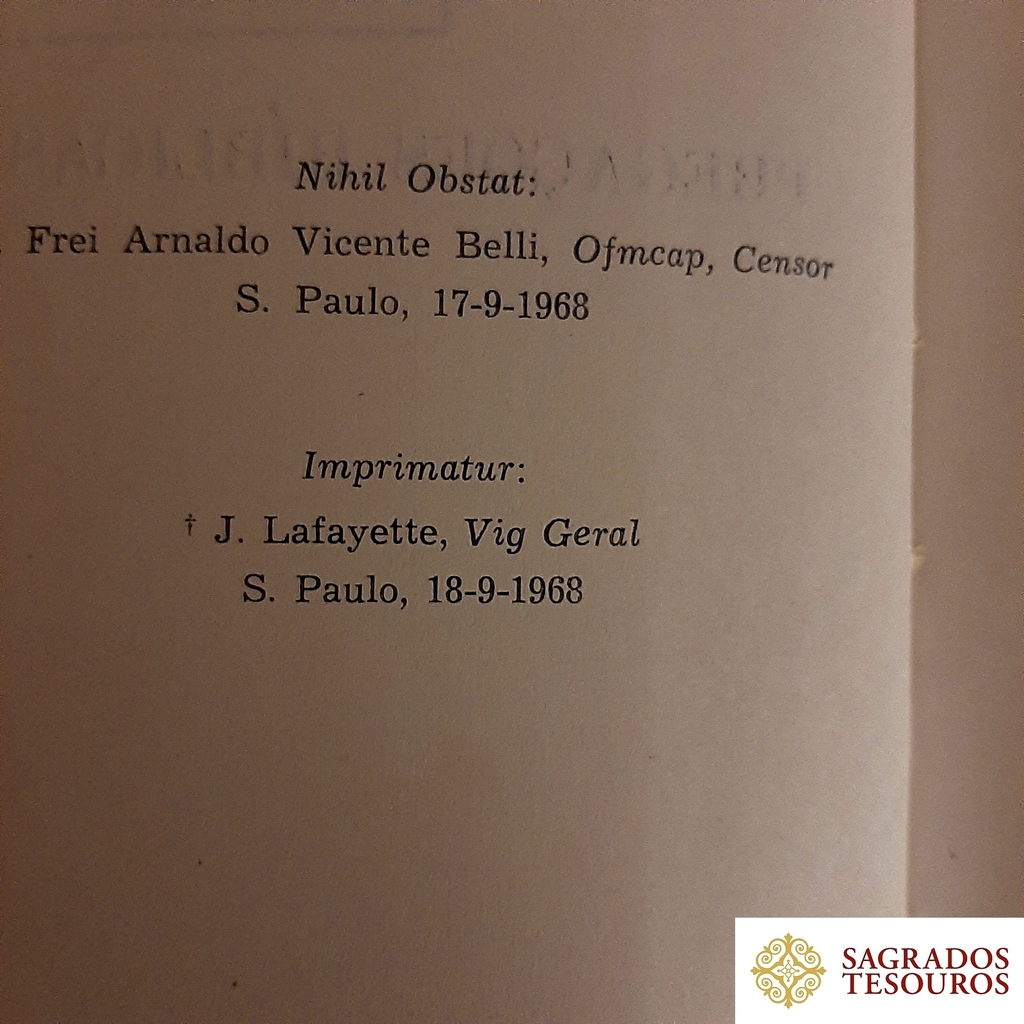 Nihil Obstat:
Frei Arnaldo Vicente Belli, Ofmcap, Censor
S. Paulo, 17-9-1968
Imprimatur:
† J. Lafayette, Vig Geral
S. Paulo, 18-9-1968
SAGRADOS
TESOUROS